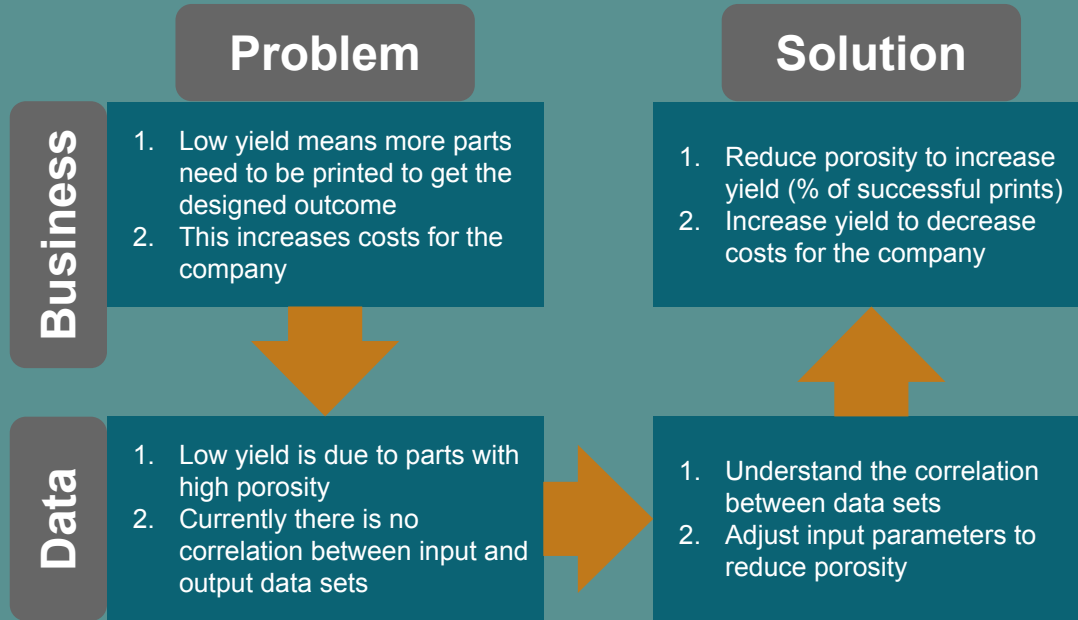 Problem
Solution
Business
1. Low yield means more parts
need to be printed to get the
designed outcome
2. This increases costs for the
company
1. Reduce porosity to increase
yield (% of successful prints)
2. Increase yield to decrease
costs for the company
Data
1. Low yield is due to parts with
high porosity
2. Currently there is no
correlation between input and
output data sets
1. Understand the correlation
between data sets
2. Adjust input parameters to
reduce porosity